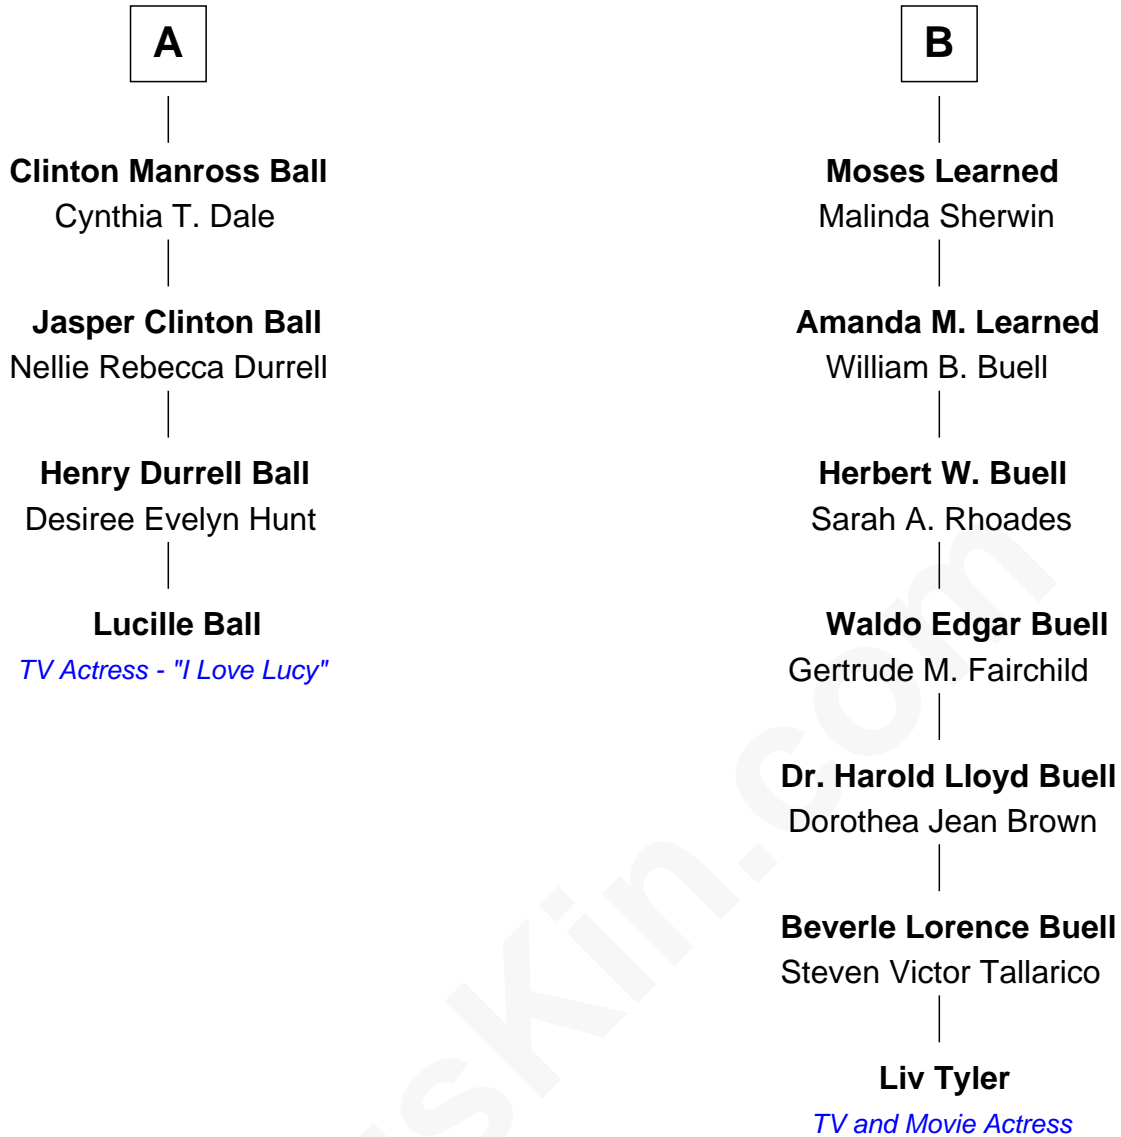 A
Clinton Manross Ball
Cynthia T. Dale
Jasper Clinton Ball
Nellie Rebecca Durrell
Henry Durrell Ball
Desiree Evelyn Hunt
Lucille Ball
TV Actress - "I Love Lucy"
B
Moses Learned
Malinda Sherwin
Amanda M. Learned
William B. Buell
Herbert W. Buell
Sarah A. Rhoades
Waldo Edgar Buell
Gertrude M. Fairchild
Dr. Harold Lloyd Buell
Dorothea Jean Brown
Beverle Lorence Buell
Steven Victor Tallarico
Liv Tyler
TV and Movie Actress
sKin.com